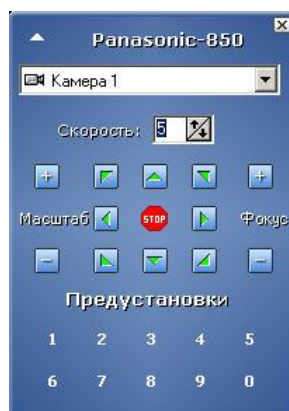 Panasonic-850
Камера 1
Скорость: 5
+ +
Масштаб STOP Фокус
- -
Предустановки
1 2 3 4 5
6 7 8 9 0